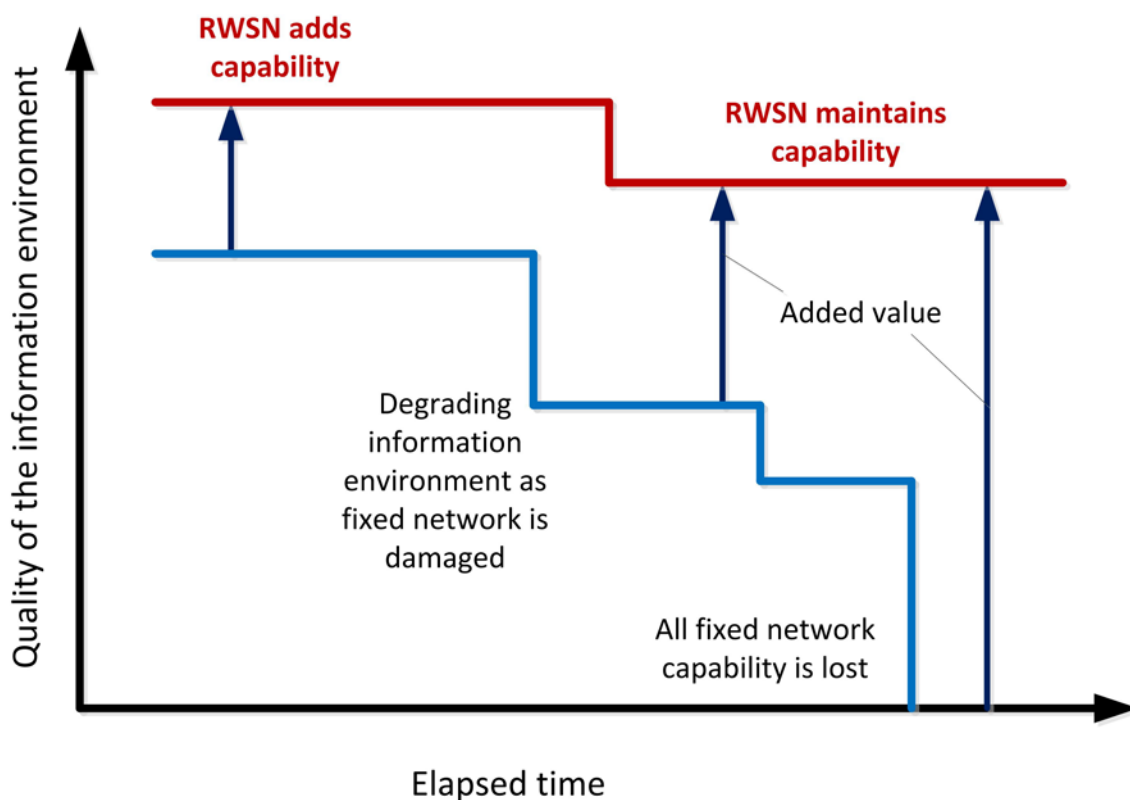 RWSN adds
capability
RWSN maintains
capability
Added value
Degrading
information
environment as
fixed network is
damaged
All fixed network
capability is lost
Quality of the information environment
Elapsed time